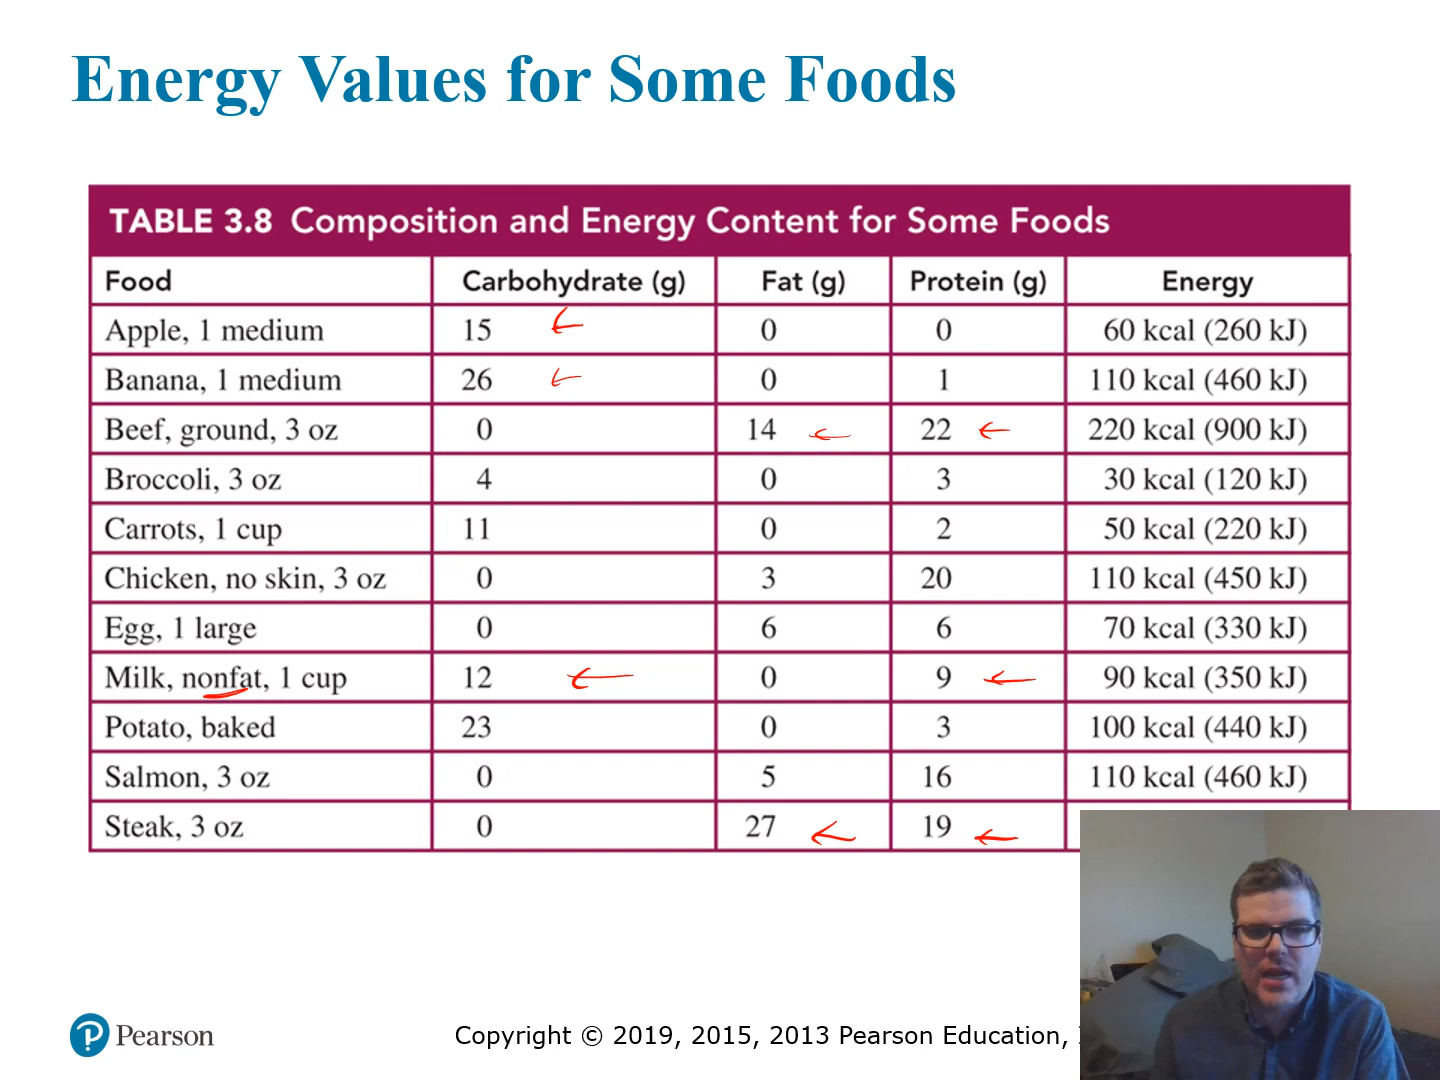 Energy Values for Some Foods
TABLE 3.8 Composition and Energy Content for Some Foods
Food Carbohydrate (g) Fat (g) Protein (g) Energy
Apple, 1 medium 15 0 0 60 kcal (260 kJ)
Banana, 1 medium 26 0 1 110 kcal (460 kJ)
Beef, ground, 3 oz 0 14 22 220 kcal (900 kJ)
Broccoli, 3 oz 4 0 3 30 kcal (120 kJ)
Carrots, 1 cup 11 0 2 50 kcal (220 kJ)
Chicken, no skin, 3 oz 0 3 20 110 kcal (450 kJ)
Egg, 1 large 0 6 6 70 kcal (330 kJ)
Milk, nonfat, 1 cup 12 0 9 90 kcal (350 kJ)
Potato, baked 23 0 3 100 kcal (440 kJ)
Salmon, 3 oz 0 5 16 110 kcal (460 kJ)
Steak, 3 oz 0 27 19
Pearson
Copyright © 2019, 2015, 2013 Pearson Education,